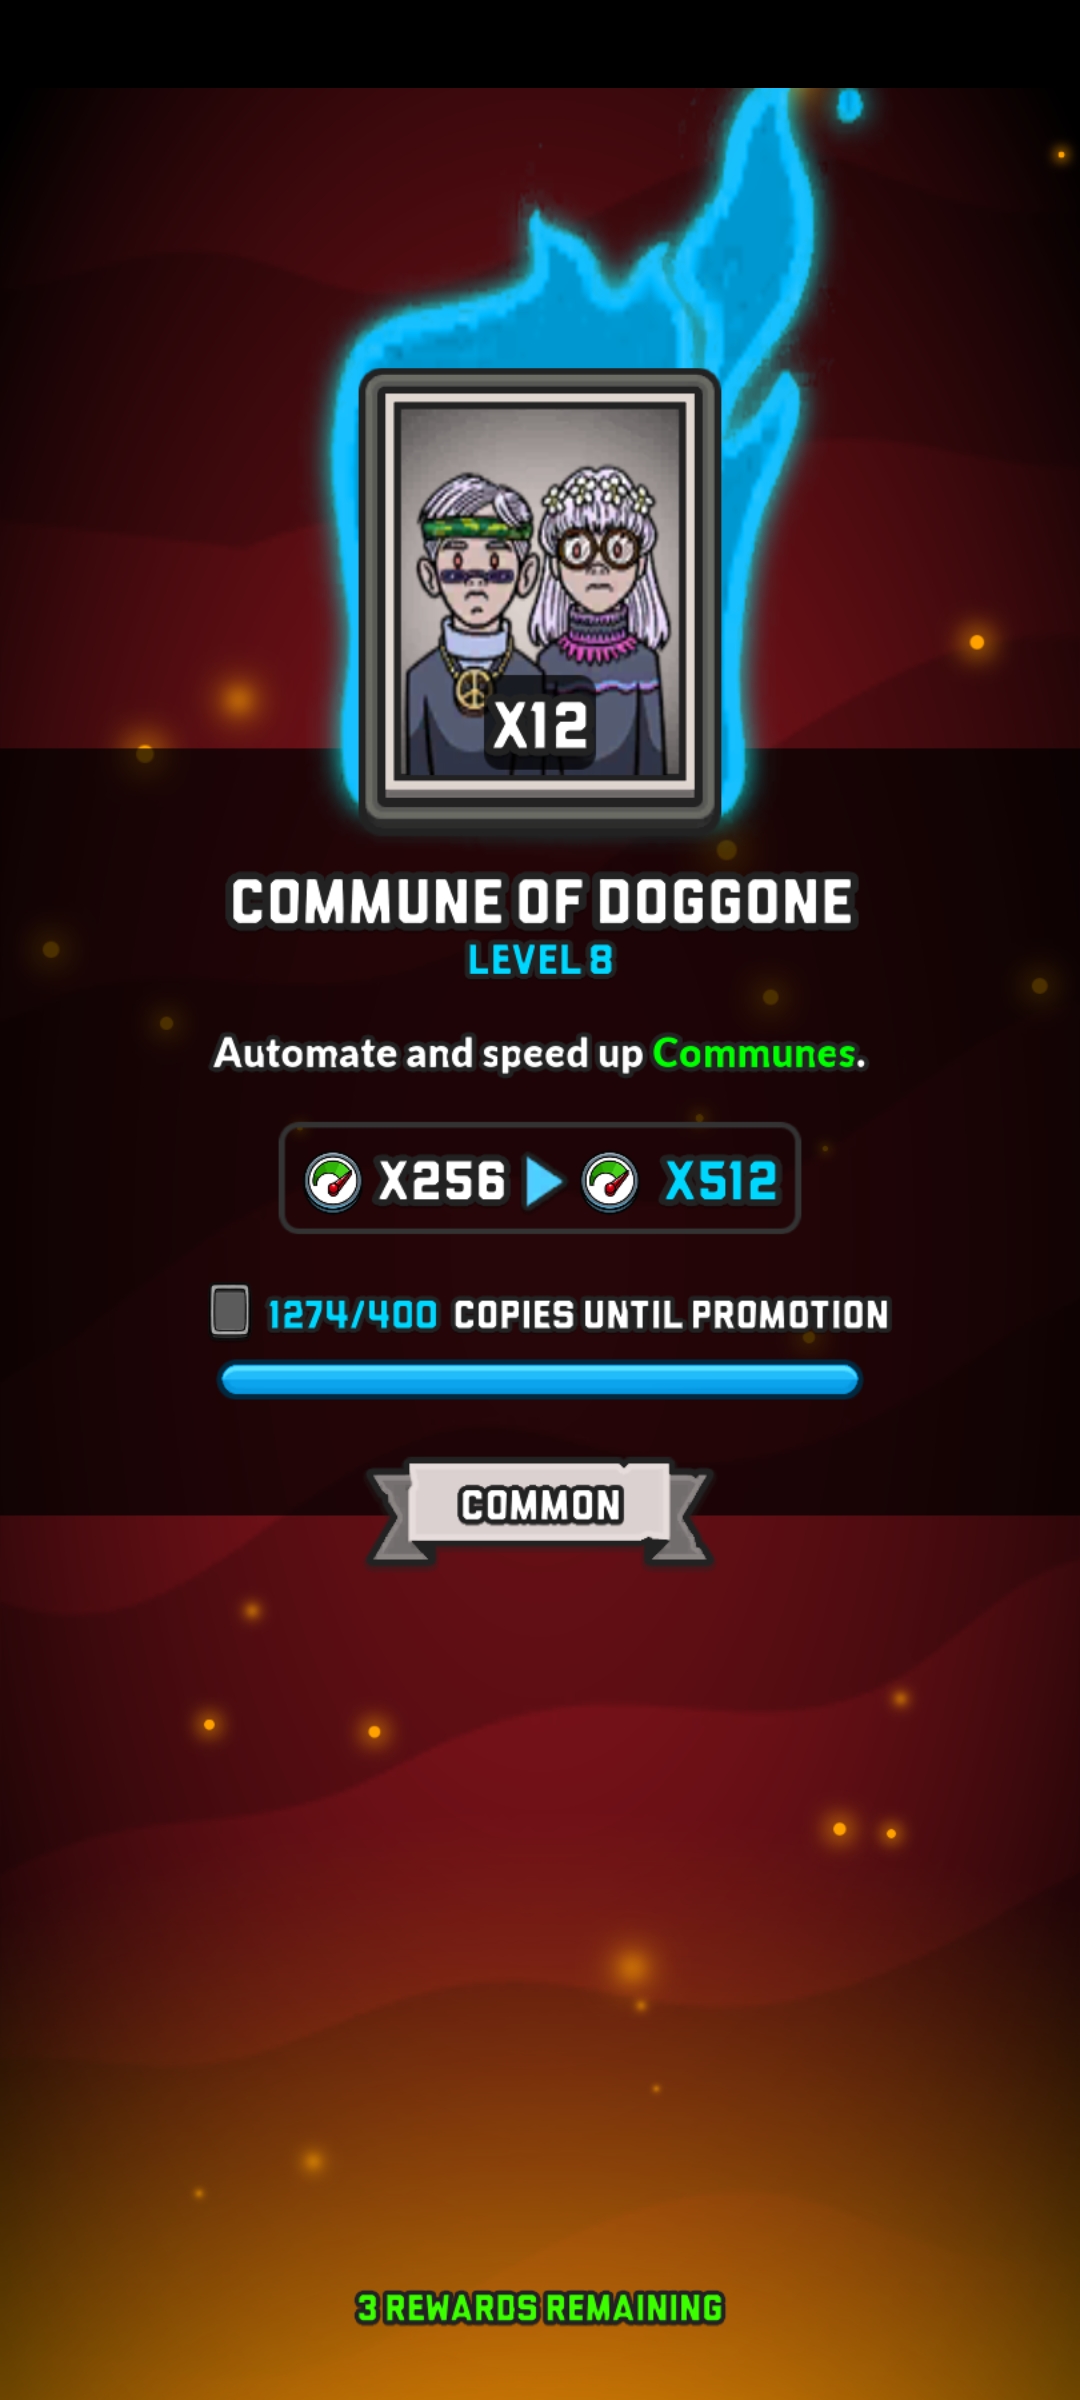 X12
COMMUNE OF DOGGONE
LEVEL 8
Automate and speed up Communes.
X256 X512
1274/400 COPIES UNTIL PROMOTION
COMMON
3 REWARDS REMAINING